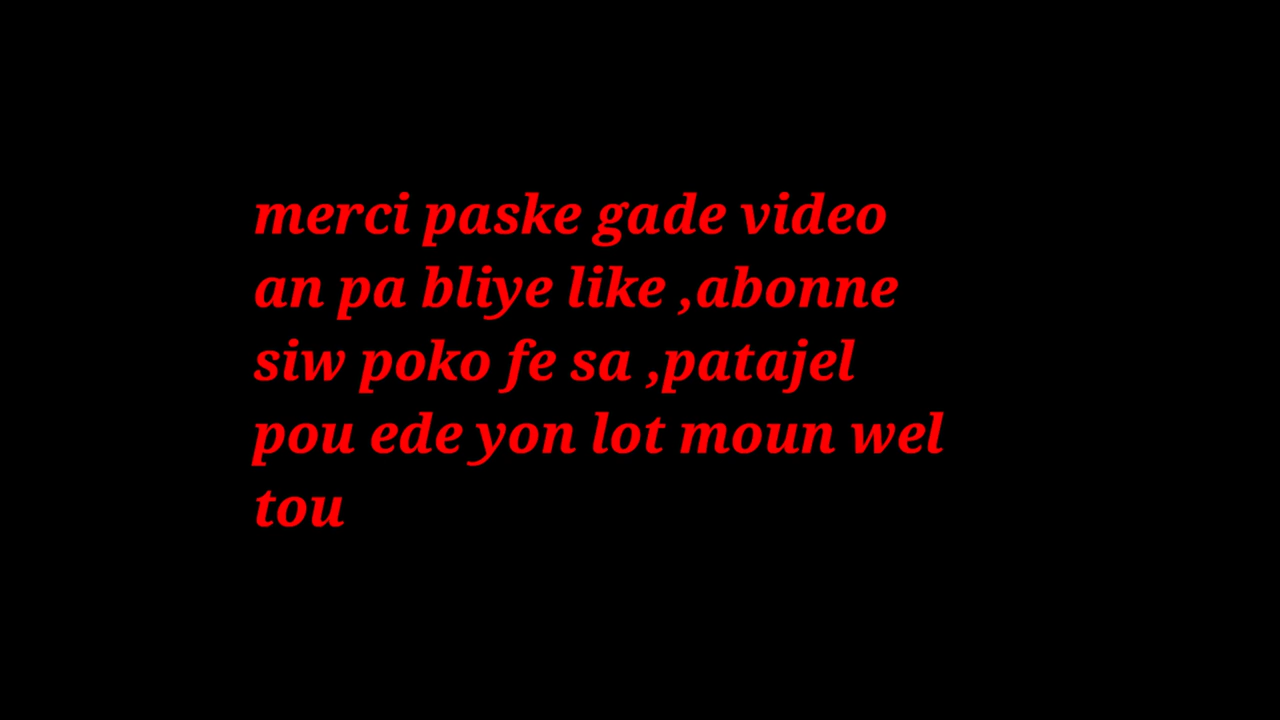 merci paske gade video
an pa bliye like ,abonne
siw poko fe sa ,patajel
pou ede yon lot moun wel
tou